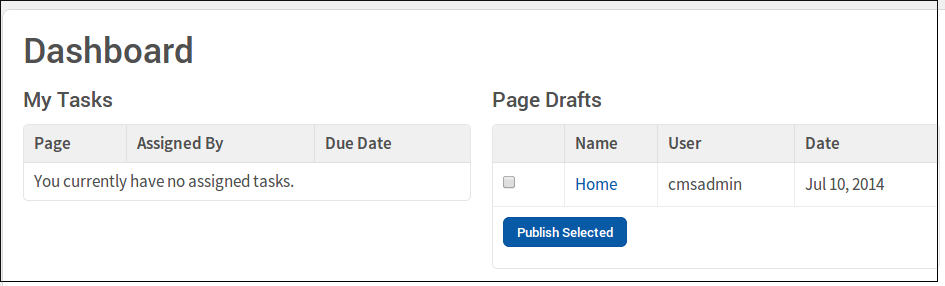 Dashboard
My Tasks
Page Assigned By Due Date
You currently have no assigned tasks.
Page Drafts
Name User Date
Home cmsadmin Jul 10, 2014
Publish Selected